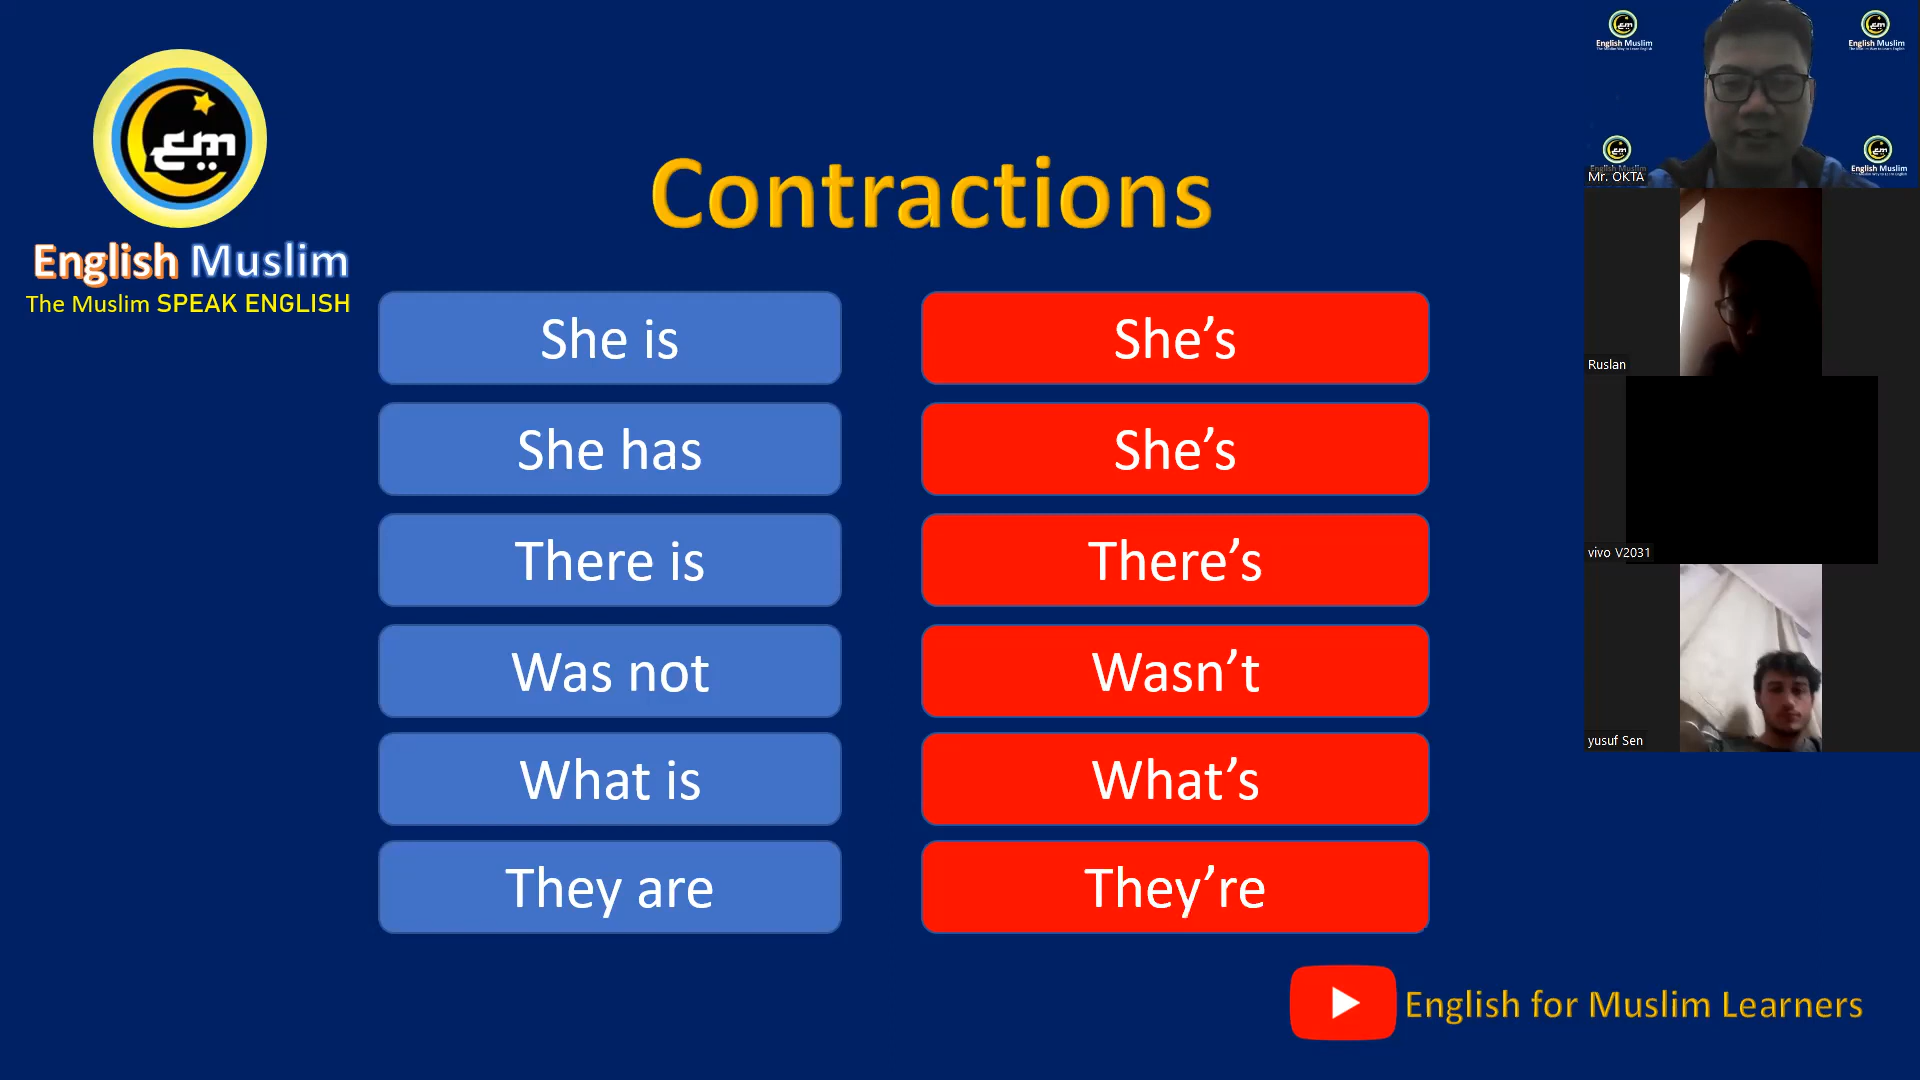 English Muslim
The Muslim SPEAK ENGLISH
Contractions
She is
She’s
She has
She’s
There is
There’s
Was not
Wasn’t
What is
What’s
They are
They’re
English for Muslim Learners
English Muslim
English Muslim
English Muslim
English Muslim
Mr. OKTA
Ruslan
vivo V2031
yusuf Sen